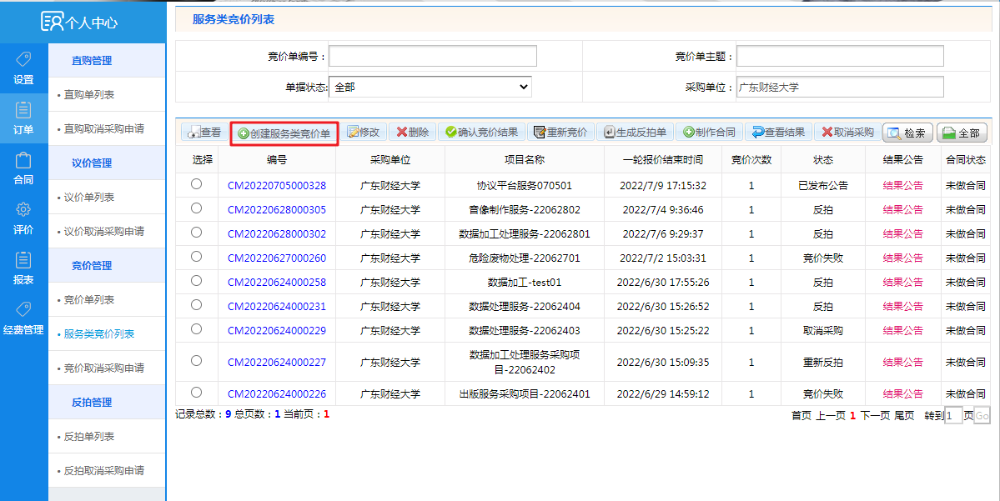 个人中心
设置
订单
合同
评价
报表
经费管理
直购管理
• 直购单列表
• 直购取消采购申请
议价管理
• 议价单列表
• 议价取消采购申请
竞价管理
• 竞价单列表
• 服务类竞价列表
• 竞价取消采购申请
反拍管理
• 反拍单列表
• 反拍取消采购申请
服务类竞价列表
竞价单编号： 竞价单主题：
单据状态: 全部 采购单位： 广东财经大学
查看 创建服务类竞价单 修改 删除 确认竞价结果 重新竞价 生成反拍单 制作合同 查看结果 取消采购 检索 全部
选择 编号 采购单位 项目名称 一轮报价结束时间 竞价次数 状态 结果公告 合同状态
CM20220705000328 广东财经大学 协议平台服务070501 2022/7/9 17:15:32 1 已发布公告 结果公告 未做合同
CM20220628000305 广东财经大学 音像制作服务-22062802 2022/7/4 9:36:46 1 反拍 结果公告 未做合同
CM20220628000302 广东财经大学 数据加工处理服务-22062801 2022/7/6 9:29:37 1 反拍 结果公告 未做合同
CM20220627000260 广东财经大学 危险废物处理-22062701 2022/7/2 15:03:31 1 竞价失败 结果公告 未做合同
CM20220624000258 广东财经大学 数据加工-test01 2022/6/30 17:55:26 1 反拍 结果公告 未做合同
CM20220624000231 广东财经大学 数据处理服务-22062404 2022/6/30 15:26:52 1 反拍 结果公告 未做合同
CM20220624000229 广东财经大学 数据处理服务-22062403 2022/6/30 15:25:22 1 取消采购 结果公告 未做合同
CM20220624000227 广东财经大学 数据加工处理服务采购项
目-22062402 2022/6/30 15:09:35 1 重新反拍 结果公告 未做合同
CM20220624000226 广东财经大学 出版服务采购项目-22062401 2022/6/29 14:59:12 1 竞价失败 结果公告 未做合同
记录总数：9 总页数：1 当前页：1 首页 上一页 1 下一页 尾页 转到 1 页 Go